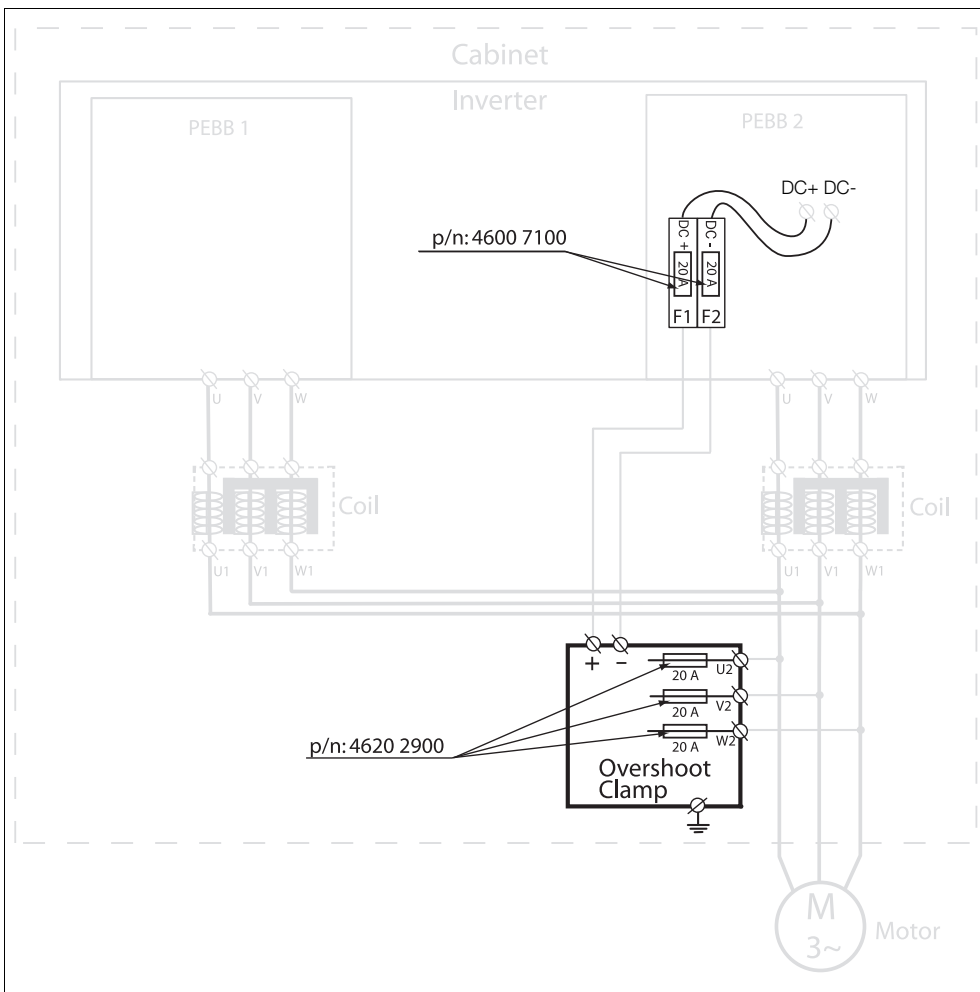 Cabinet
Inverter
PEBB 1
PEBB 2
DC+ DC-
p/n: 4600 7100
DC +
DC -
20 A
20 A
F1
F2
U
V
W
U
V
W
Coil
Coil
U1
V1
W1
U1
V1
W1
+
−
U2
20 A
V2
20 A
W2
20 A
p/n: 4620 2900
Overshoot
Clamp
M
3~
Motor